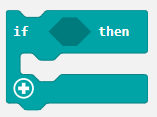 if then